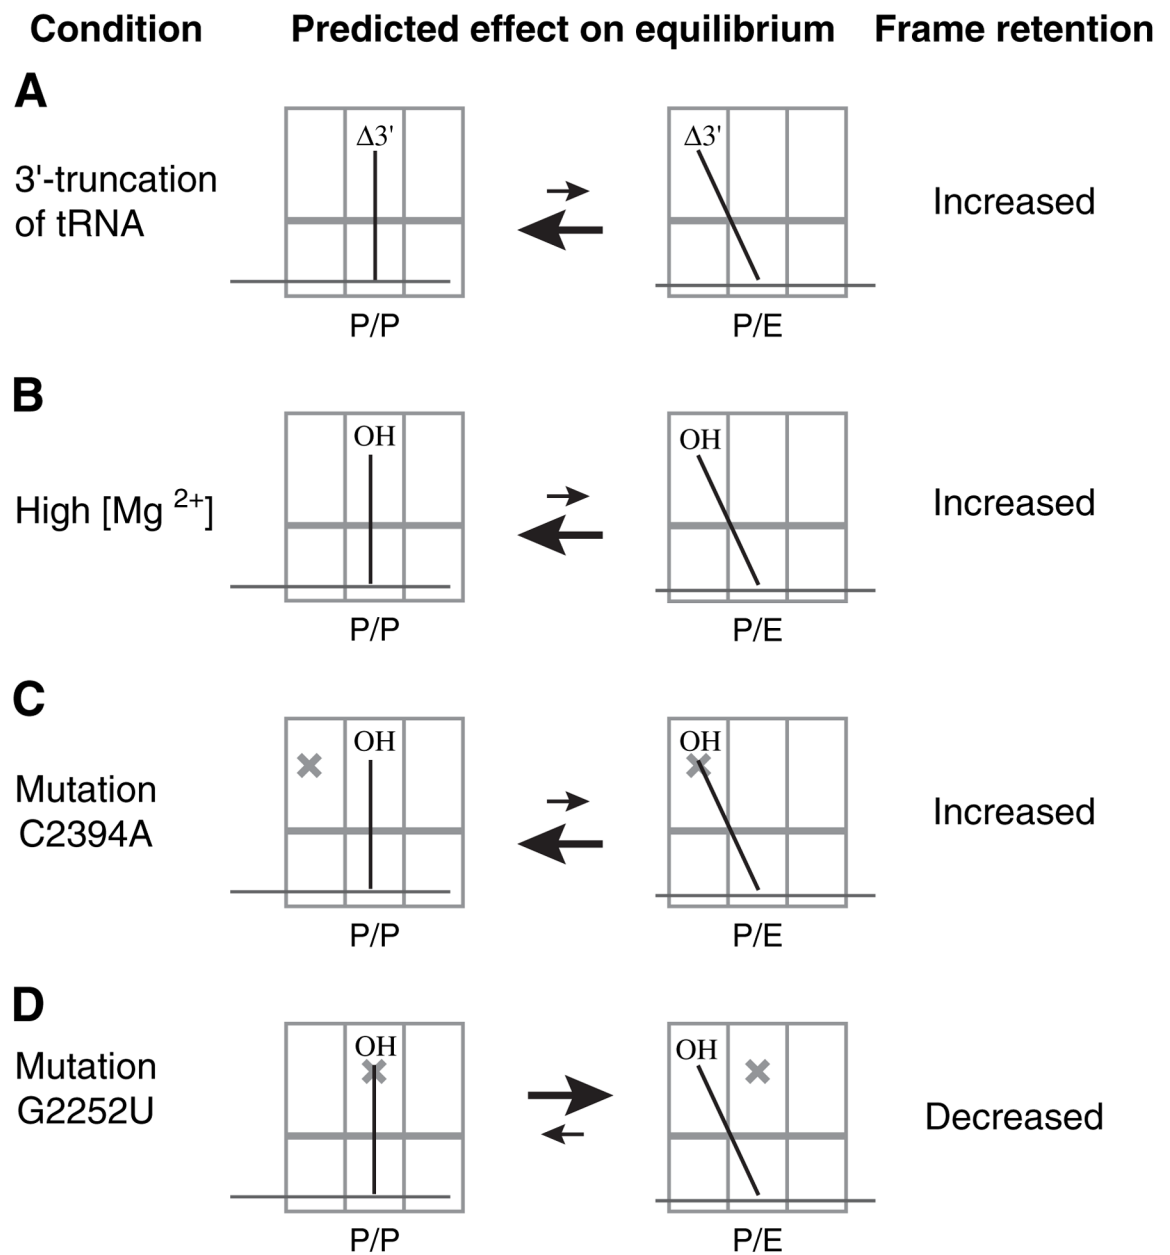 Condition Predicted effect on equilibrium Frame retention
A
Δ3' Δ3'
3'-truncation
of tRNA
Increased
P/P P/E
B
OH OH
High [Mg 2+]
Increased
P/P P/E
C
OH OH
Mutation
C2394A
Increased
P/P P/E
D
OH OH
Mutation
G2252U
Decreased
P/P P/E